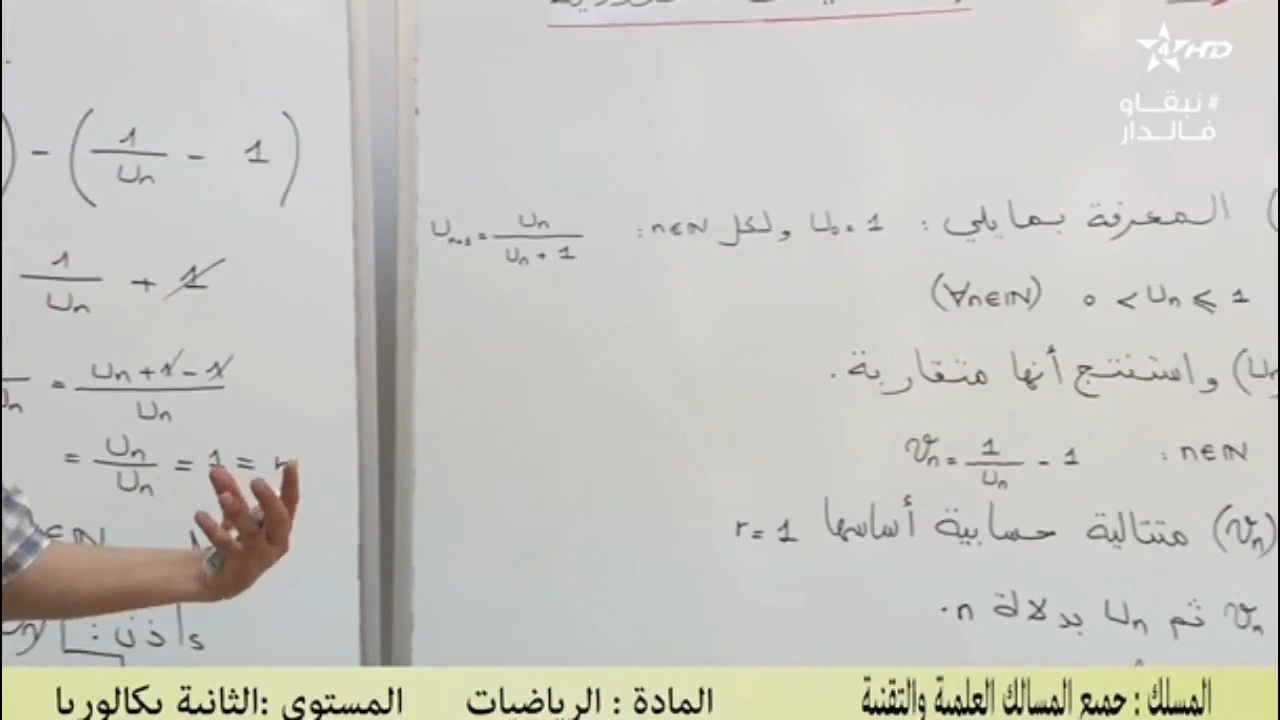 4 HD
#نبقاو
فالدار
- (1/Un - 1)
1/Un + 1
= (Un + 1 - 1)/Un
= Un/Un = 1 =
∈ℕ
إذن :
المعرفة بمايلي : U₀ = 1 ولكل n∈ℕ : Uₙ₊₁ = Un/(Un + 1)
(∀n∈ℕ) 0 < Un ⩽ 1
(Un) واستنتج أنها متقاربة.
n∈ℕ : 𝒱n = 1/Un - 1
(𝒱n) متتالية حسابية أساسها r = 1
𝒱n ثم Un بدلالة n.
المسلك : جميع المسالك العلمية والتقنية
المادة : الرياضيات
المستوى :الثانية بكالوريا